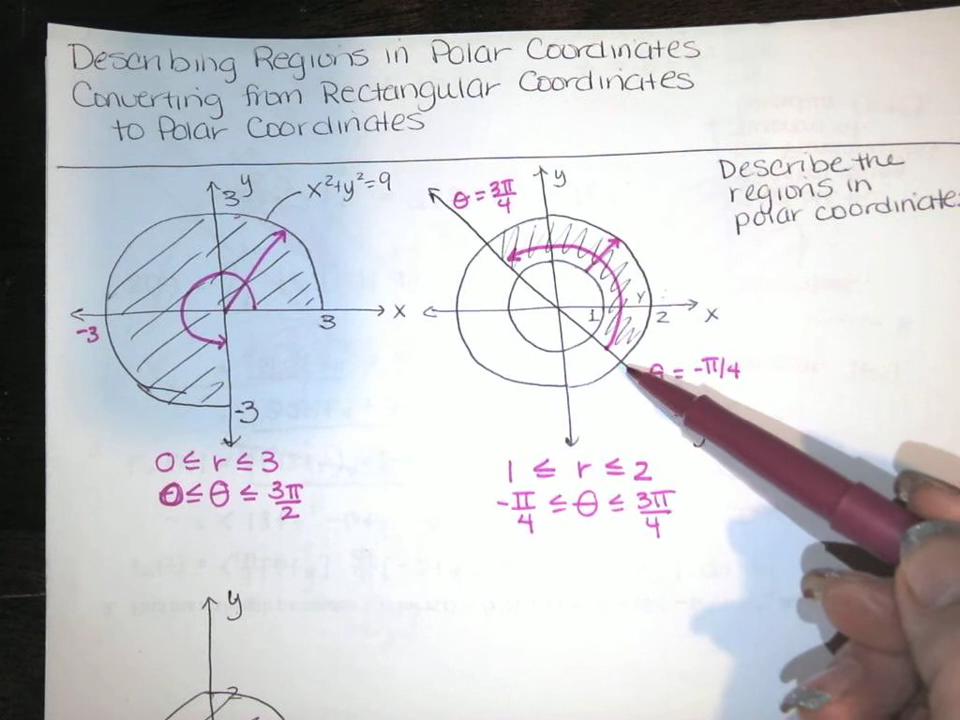 Describing Regions in Polar Coordinates
Converting from Rectangular Coordinates
to Polar Coordinates
Describe the
regions in
polar coordinates
3 y
x²+y²=9
x
3
-3
-3
0 ≤ r ≤ 3
0 ≤ θ ≤ 3π/2
θ = 3π/4
y
1
2
x
θ = -π/4
1 ≤ r ≤ 2
-π/4 ≤ θ ≤ 3π/4
y
2